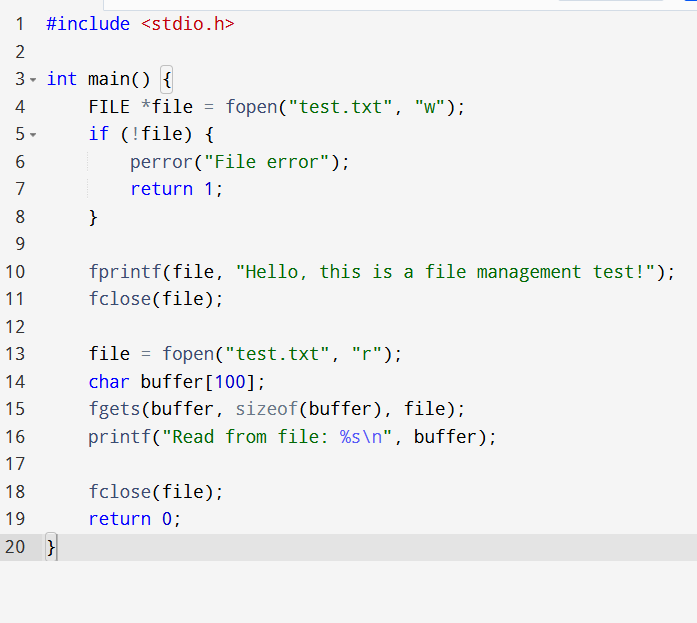 1 #include <stdio.h>
2
3 int main() {
4     FILE *file = fopen("test.txt", "w");
5     if (!file) {
6         perror("File error");
7         return 1;
8     }
9
10     fprintf(file, "Hello, this is a file management test!");
11     fclose(file);
12
13     file = fopen("test.txt", "r");
14     char buffer[100];
15     fgets(buffer, sizeof(buffer), file);
16     printf("Read from file: %s\n", buffer);
17
18     fclose(file);
19     return 0;
20 }